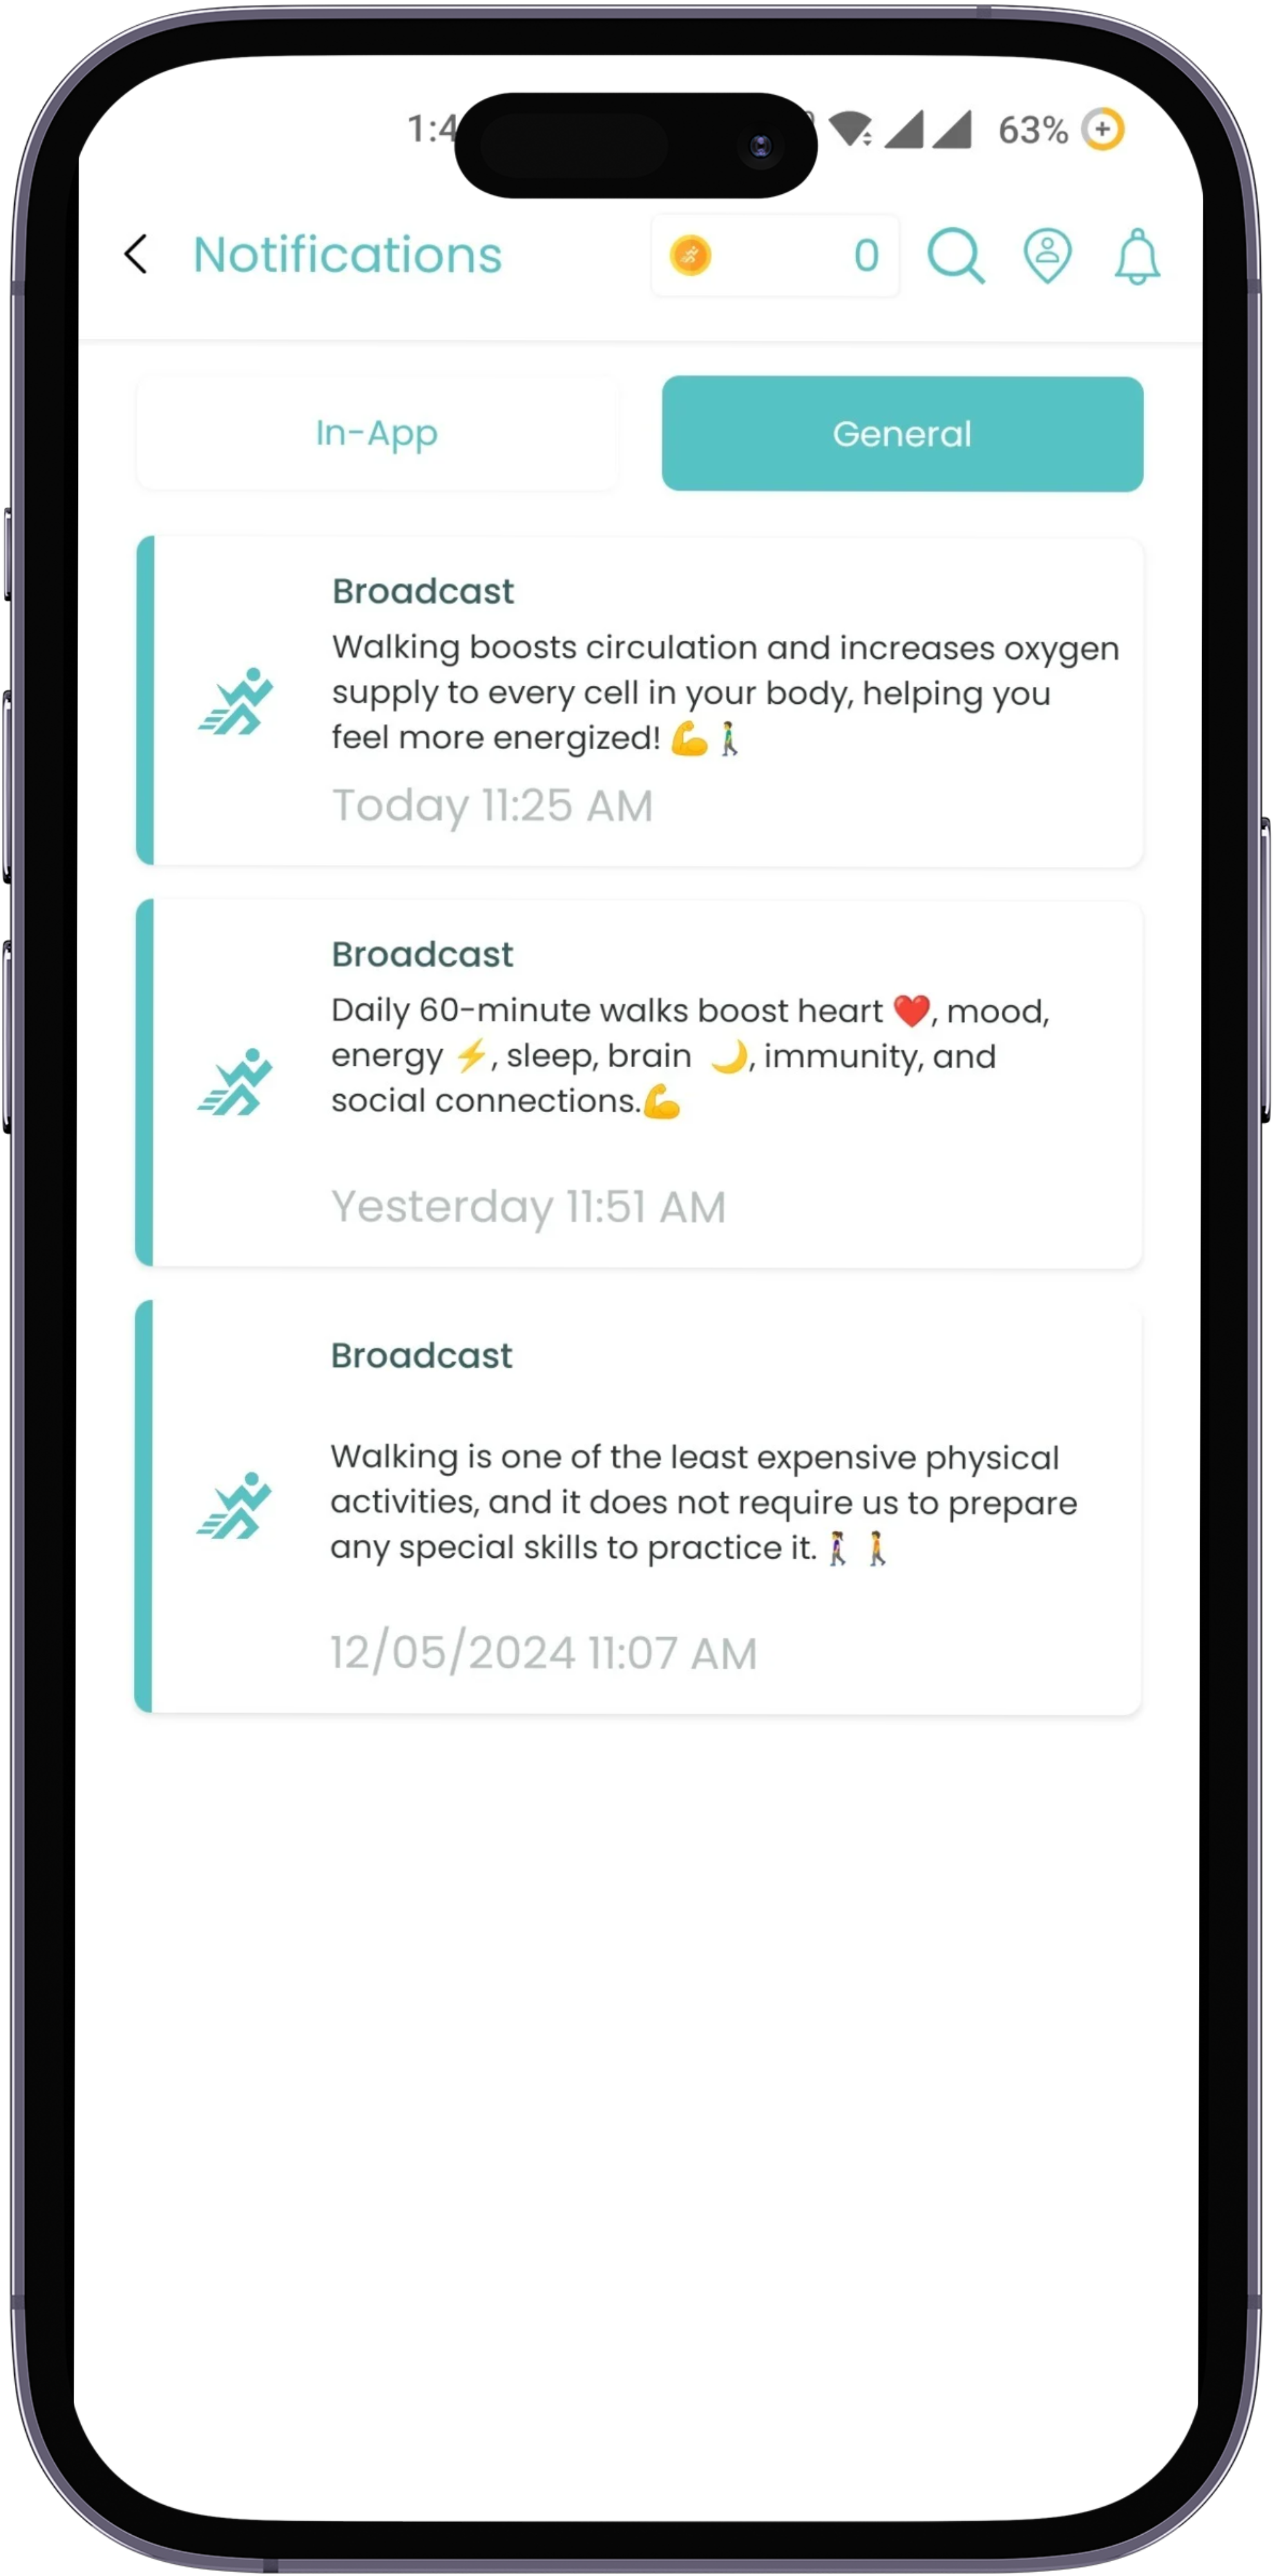 63%
Notifications
0
In-App
General
Broadcast
Walking boosts circulation and increases oxygen
supply to every cell in your body, helping you
feel more energized! 💪🚶‍♂️
Today 11:25 AM
Broadcast
Daily 60-minute walks boost heart ❤️, mood,
energy ⚡, sleep, brain 🌙, immunity, and
social connections.💪
Yesterday 11:51 AM
Broadcast
Walking is one of the least expensive physical
activities, and it does not require us to prepare
any special skills to practice it. 🚶‍♀️ 🚶
12/05/2024 11:07 AM